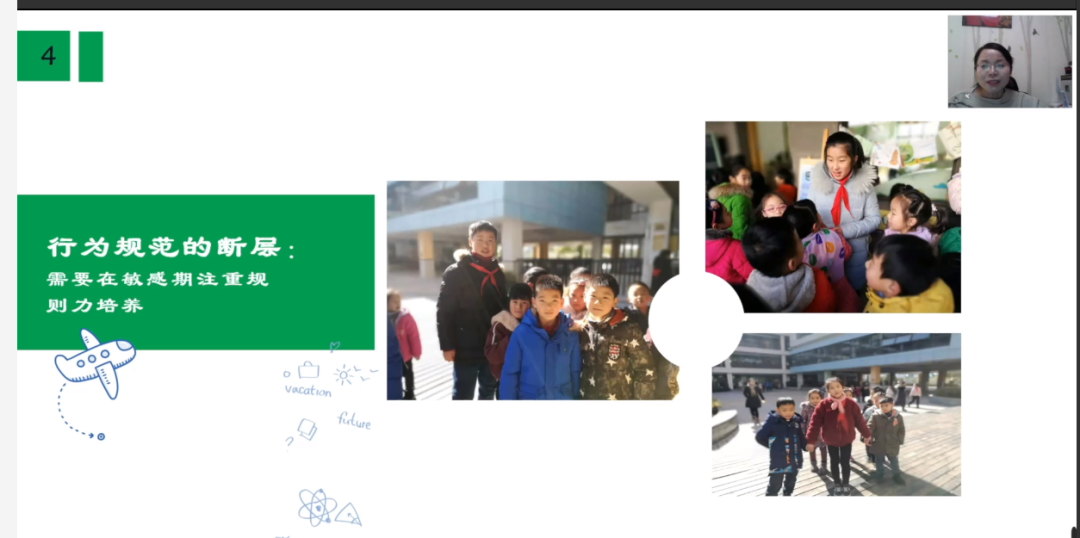 4
行为规范的断层：
需要在敏感期注重规
则力培养
vacation
future